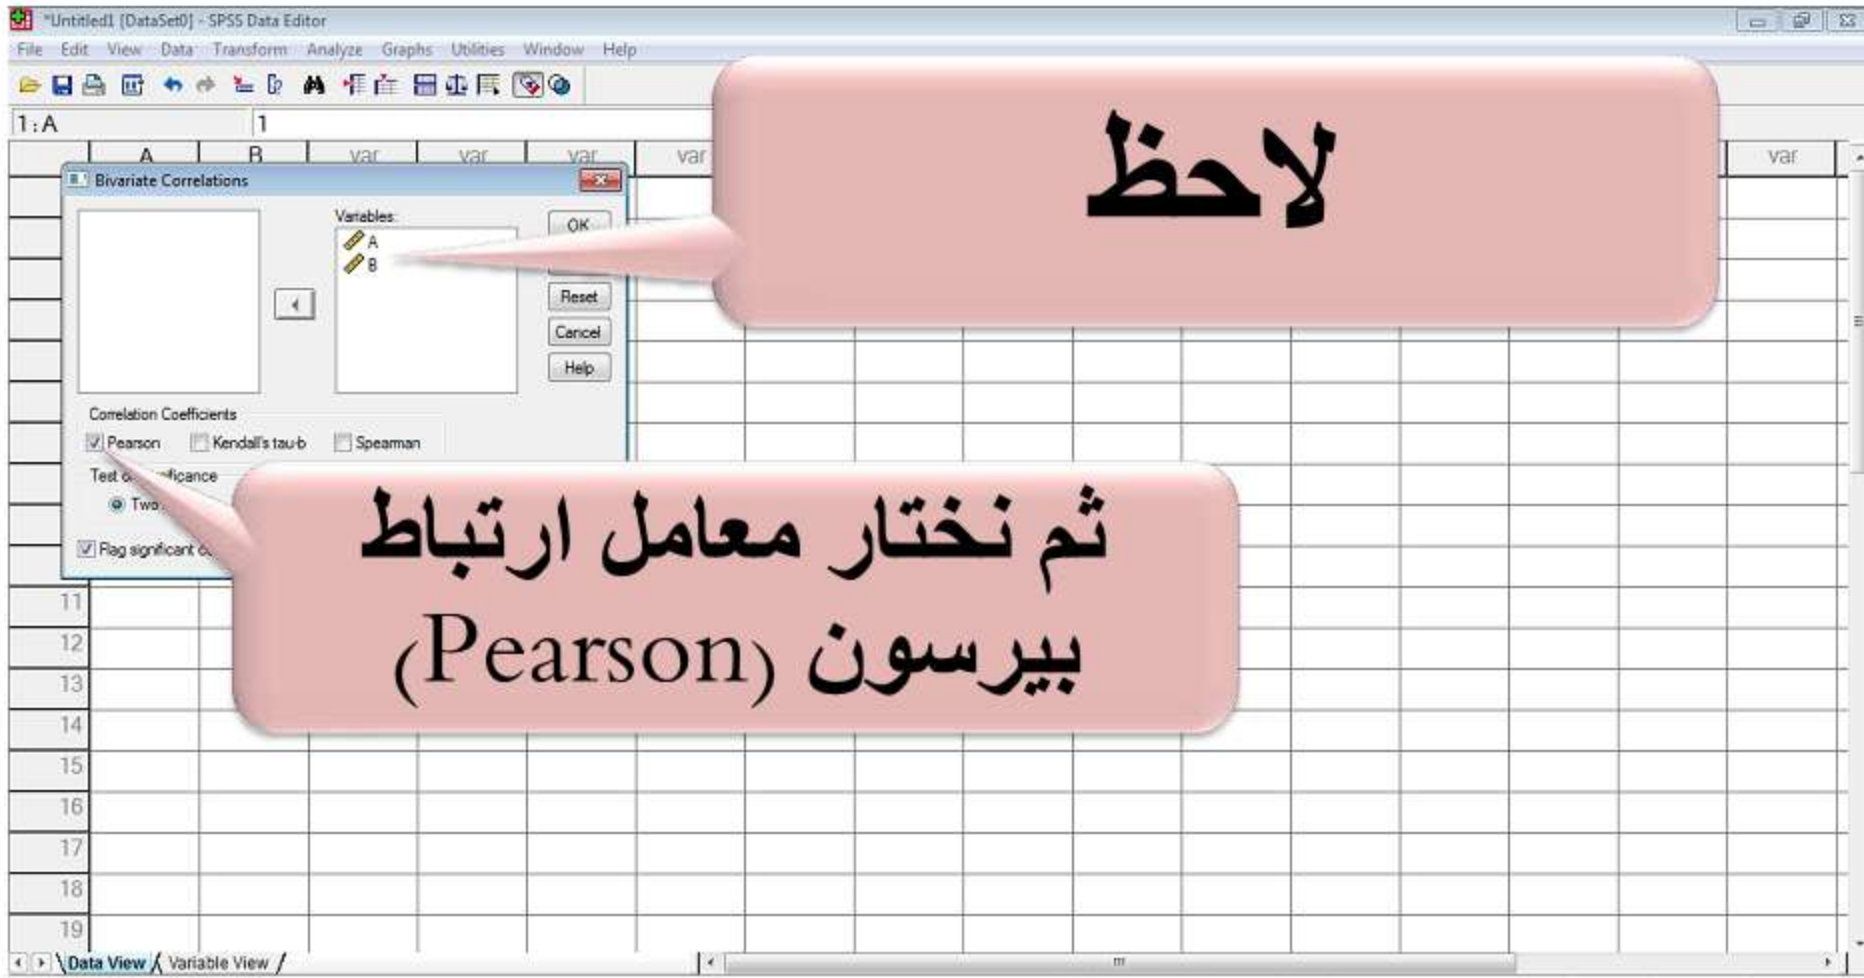 *Untitled1 [DataSet0] - SPSS Data Editor
File Edit View Data Transform Analyze Graphs Utilities Window Help
1 : A 1
A B var var var var var
Bivariate Correlations
لاحظ
Variables:
OK
A
B
Reset
Cancel
Help
Correlation Coefficients
Pearson Kendall's tau-b Spearman
Test
Two
Flag significant
ثم نختار معامل ارتباط
بيرسون (Pearson)
11
12
13
14
15
16
17
18
19
Data View Variable View